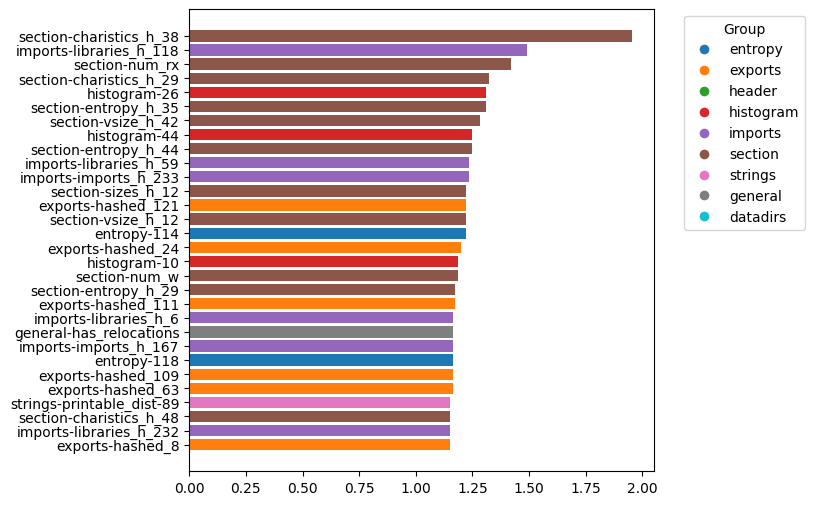 section-charistics_h_38
imports-libraries_h_118
section-num_rx
section-charistics_h_29
histogram-26
section-entropy_h_35
section-vsize_h_42
histogram-44
section-entropy_h_44
imports-libraries_h_59
imports-imports_h_233
section-sizes_h_12
exports-hashed_121
section-vsize_h_12
entropy-114
exports-hashed_24
histogram-10
section-num_w
section-entropy_h_29
exports-hashed_111
imports-libraries_h_6
general-has_relocations
imports-imports_h_167
entropy-118
exports-hashed_109
exports-hashed_63
strings-printable_dist-89
section-charistics_h_48
imports-libraries_h_232
exports-hashed_8
0.00 0.25 0.50 0.75 1.00 1.25 1.50 1.75 2.00
Group
entropy
exports
header
histogram
imports
section
strings
general
datadirs